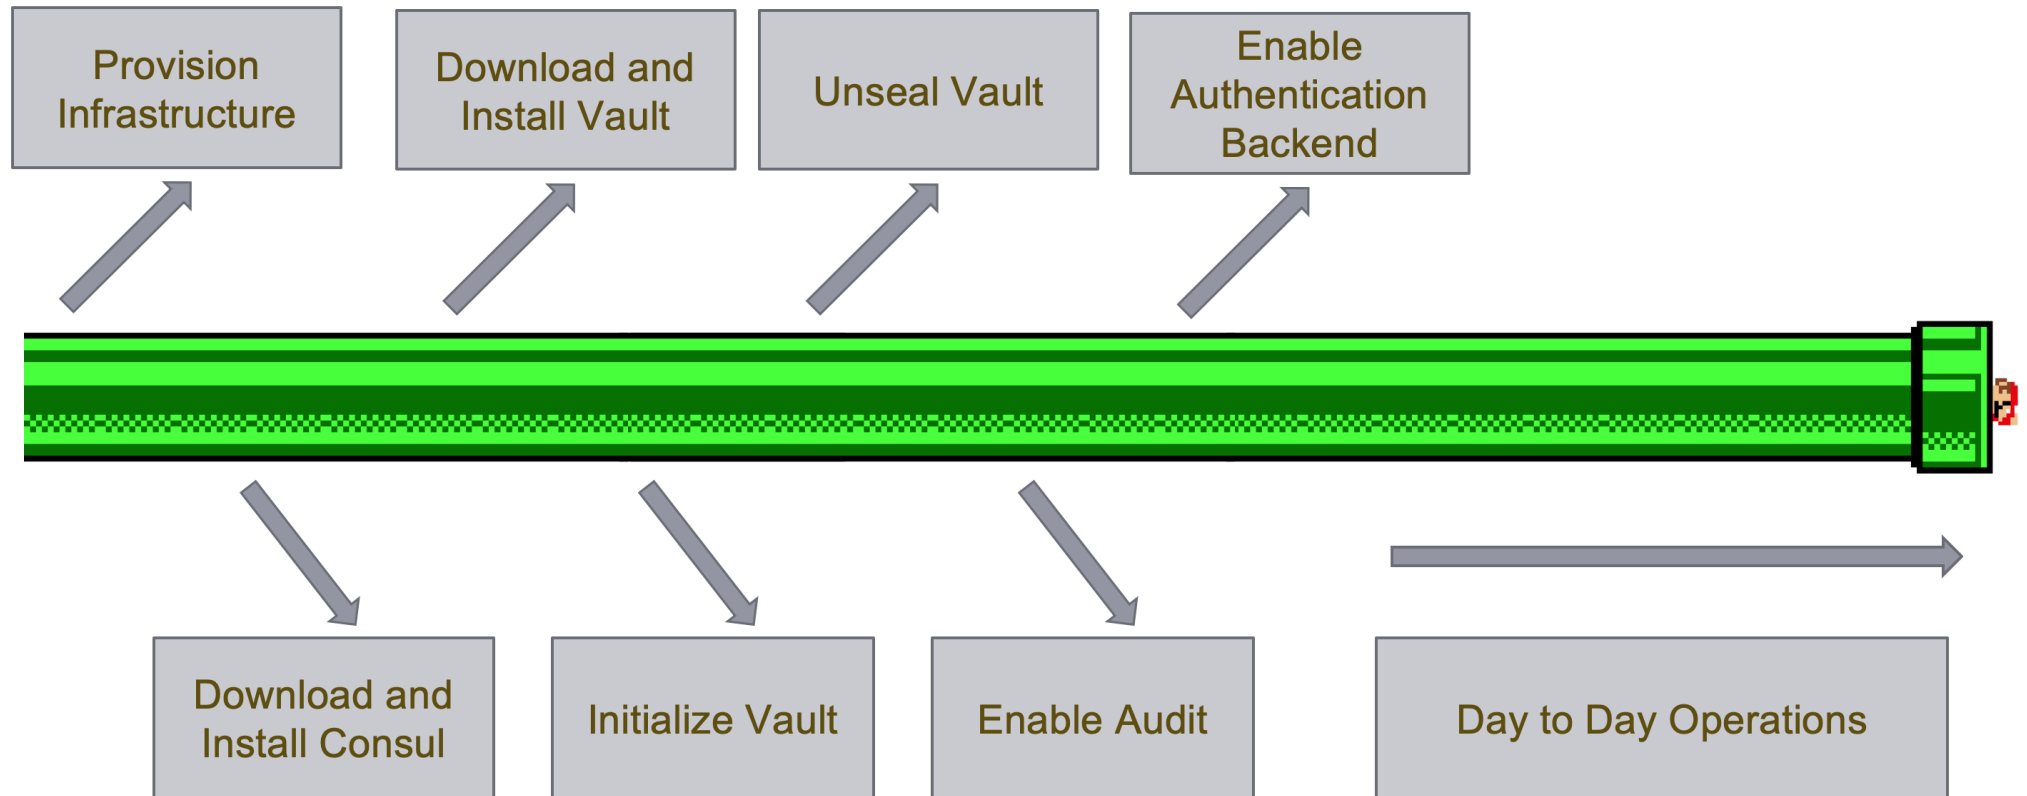 Provision
Infrastructure
Download and
Install Vault
Unseal Vault
Enable
Authentication
Backend
Download and
Install Consul
Initialize Vault
Enable Audit
Day to Day Operations